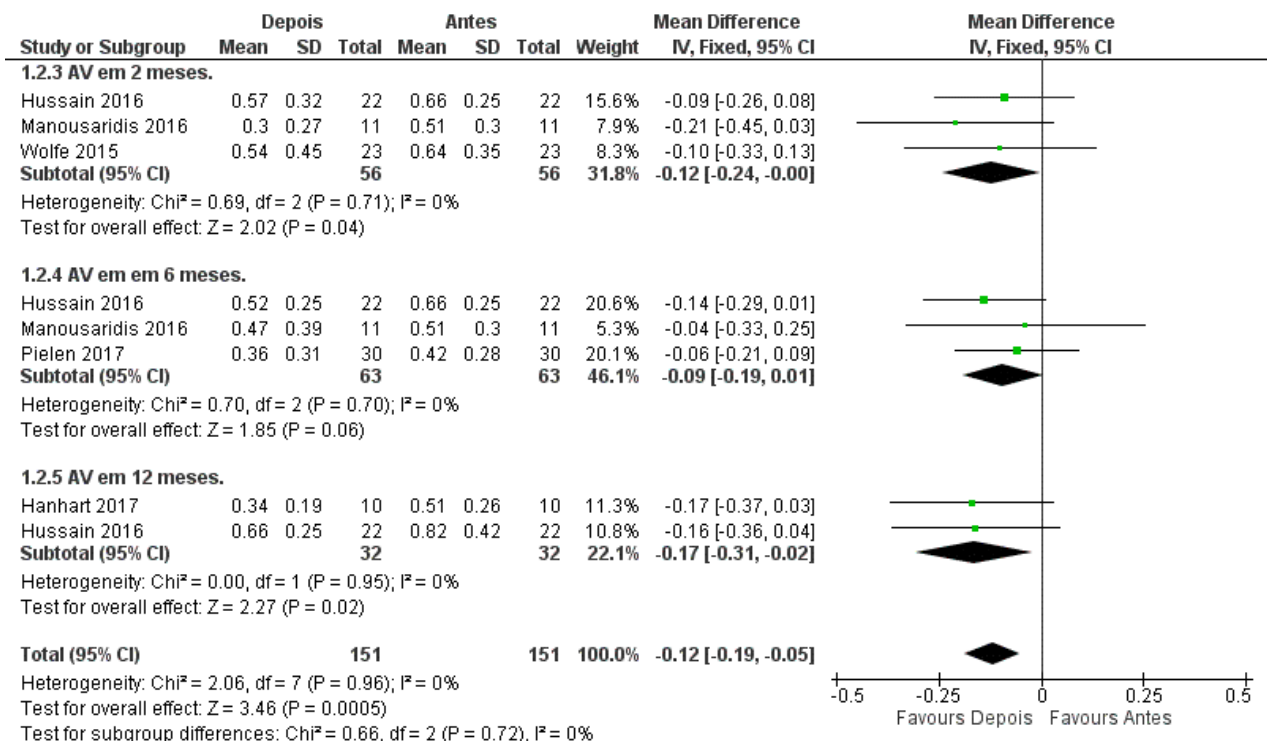 Depois Antes Mean Difference Mean Difference
Study or Subgroup Mean SD Total Mean SD Total Weight IV, Fixed, 95% CI IV, Fixed, 95% CI
1.2.3 AV em 2 meses.
Hussain 2016 0.57 0.32 22 0.66 0.25 22 15.6% -0.09 [-0.26, 0.08]
Manousaridis 2016 0.3 0.27 11 0.51 0.3 11 7.9% -0.21 [-0.45, 0.03]
Wolfe 2015 0.54 0.45 23 0.64 0.35 23 8.3% -0.10 [-0.33, 0.13]
Subtotal (95% CI) 56 56 31.8% -0.12 [-0.24, -0.00]
Heterogeneity: Chi² = 0.69, df = 2 (P = 0.71); I² = 0%
Test for overall effect: Z = 2.02 (P = 0.04)
1.2.4 AV em em 6 meses.
Hussain 2016 0.52 0.25 22 0.66 0.25 22 20.6% -0.14 [-0.29, 0.01]
Manousaridis 2016 0.47 0.39 11 0.51 0.3 11 5.3% -0.04 [-0.33, 0.25]
Pielen 2017 0.36 0.31 30 0.42 0.28 30 20.1% -0.06 [-0.21, 0.09]
Subtotal (95% CI) 63 63 46.1% -0.09 [-0.19, 0.01]
Heterogeneity: Chi² = 0.70, df = 2 (P = 0.70); I² = 0%
Test for overall effect: Z = 1.85 (P = 0.06)
1.2.5 AV em 12 meses.
Hanhart 2017 0.34 0.19 10 0.51 0.26 10 11.3% -0.17 [-0.37, 0.03]
Hussain 2016 0.66 0.25 22 0.82 0.42 22 10.8% -0.16 [-0.36, 0.04]
Subtotal (95% CI) 32 32 22.1% -0.17 [-0.31, -0.02]
Heterogeneity: Chi² = 0.00, df = 1 (P = 0.95); I² = 0%
Test for overall effect: Z = 2.27 (P = 0.02)
Total (95% CI) 151 151 100.0% -0.12 [-0.19, -0.05]
Heterogeneity: Chi² = 2.06, df = 7 (P = 0.96); I² = 0%
Test for overall effect: Z = 3.46 (P = 0.0005)
Test for subgroup differences: Chi² = 0.66, df = 2 (P = 0.72), I² = 0%
-0.5 -0.25 0 0.25 0.5
Favours Depois Favours Antes